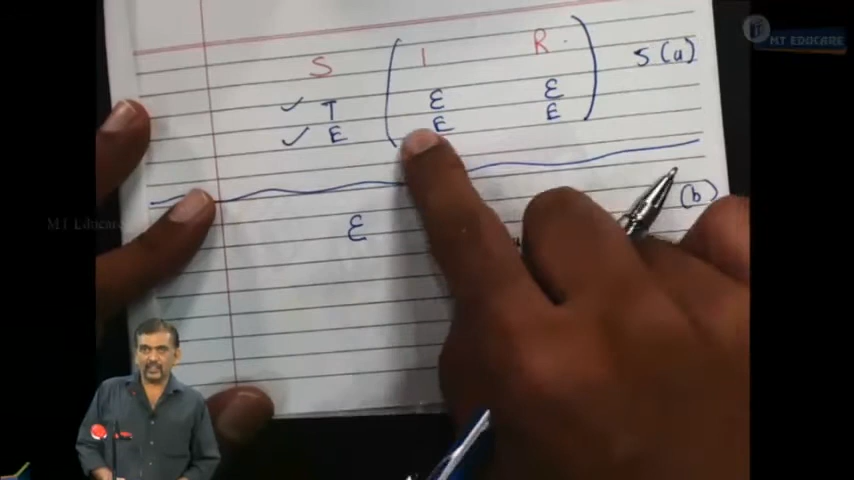 MT EDUCARE
S I R 5(a)
✓ T E E
✓ E E E
(b)
E
MT Educare